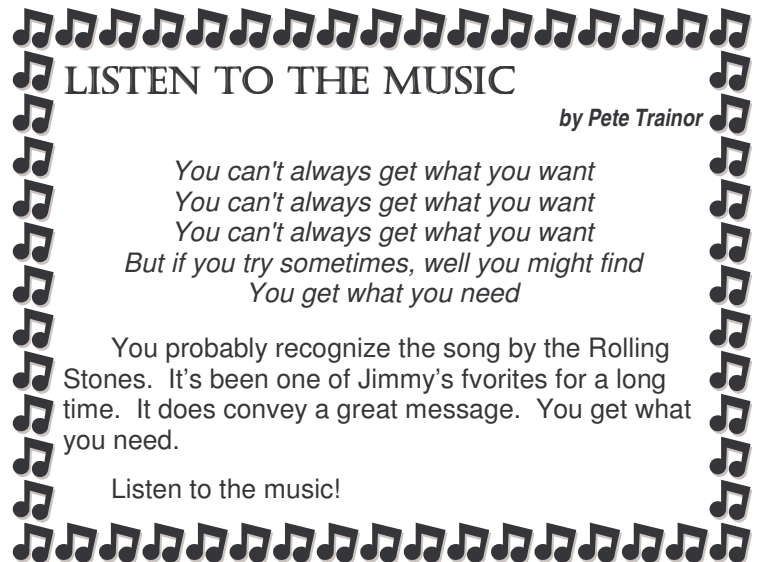 LISTEN TO THE MUSIC
by Pete Trainor
You can't always get what you want
You can't always get what you want
You can't always get what you want
But if you try sometimes, well you might find
You get what you need
You probably recognize the song by the Rolling
Stones.  It's been one of Jimmy's fvorites for a long
time.  It does convey a great message.  You get what
you need.
Listen to the music!